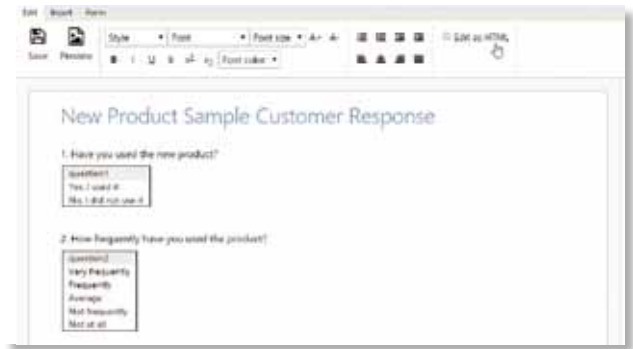 Edit Insert Form
Style Font Font size A+ A- Edit as HTML
Save Preview
B I U Font color
New Product Sample Customer Response
1. Have you used the new product?
question1
Yes, I used it
No, I did not use it
2. How frequently have you used the product?
question2
Very frequently
Frequently
Average
Not frequently
Not at all